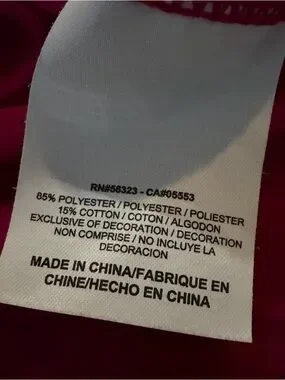 RN#58323 - CA#05553
85% POLYESTER / POLYESTER / POLIESTER
15% COTTON / COTON / ALGODON
EXCLUSIVE OF DECORATION / DECORATION
NON COMPRISE / NO INCLUYE LA
DECORACION
MADE IN CHINA/FABRIQUE EN
CHINE/HECHO EN CHINA